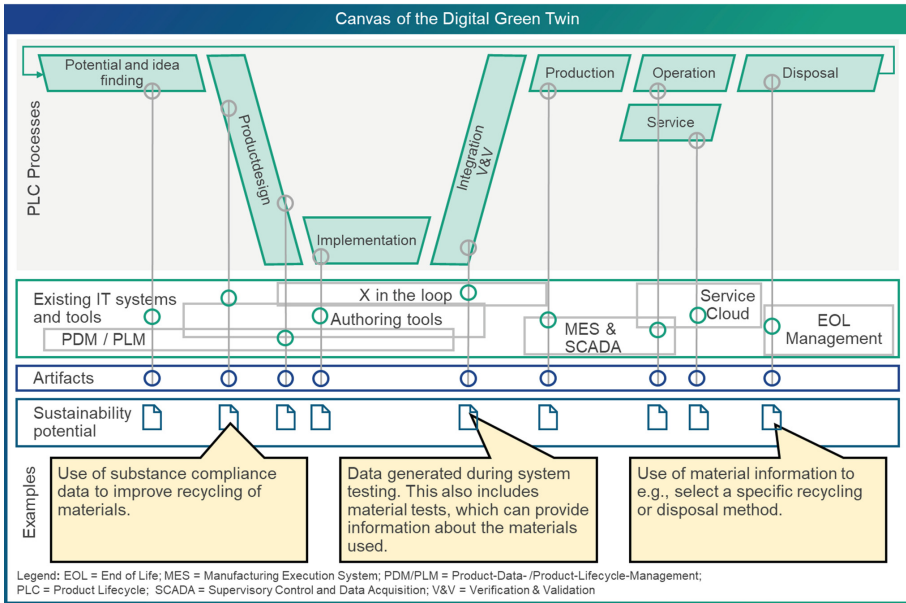 Canvas of the Digital Green Twin
PLC Processes
Potential and idea
finding
Productdesign
Implementation
Integration
V&V
Production
Operation
Disposal
Service
Existing IT systems
and tools
X in the loop
Authoring tools
PDM / PLM
MES &
SCADA
Service
Cloud
EOL
Management
Artifacts
Sustainability
potential
Examples
Use of substance compliance
data to improve recycling of
materials.
Data generated during system
testing. This also includes
material tests, which can provide
information about the materials
used.
Use of material information to
e.g., select a specific recycling
or disposal method.
Legend: EOL = End of Life; MES = Manufacturing Execution System; PDM/PLM = Product-Data- /Product-Lifecycle-Management;
PLC = Product Lifecycle; SCADA = Supervisory Control and Data Acquisition; V&V = Verification & Validation